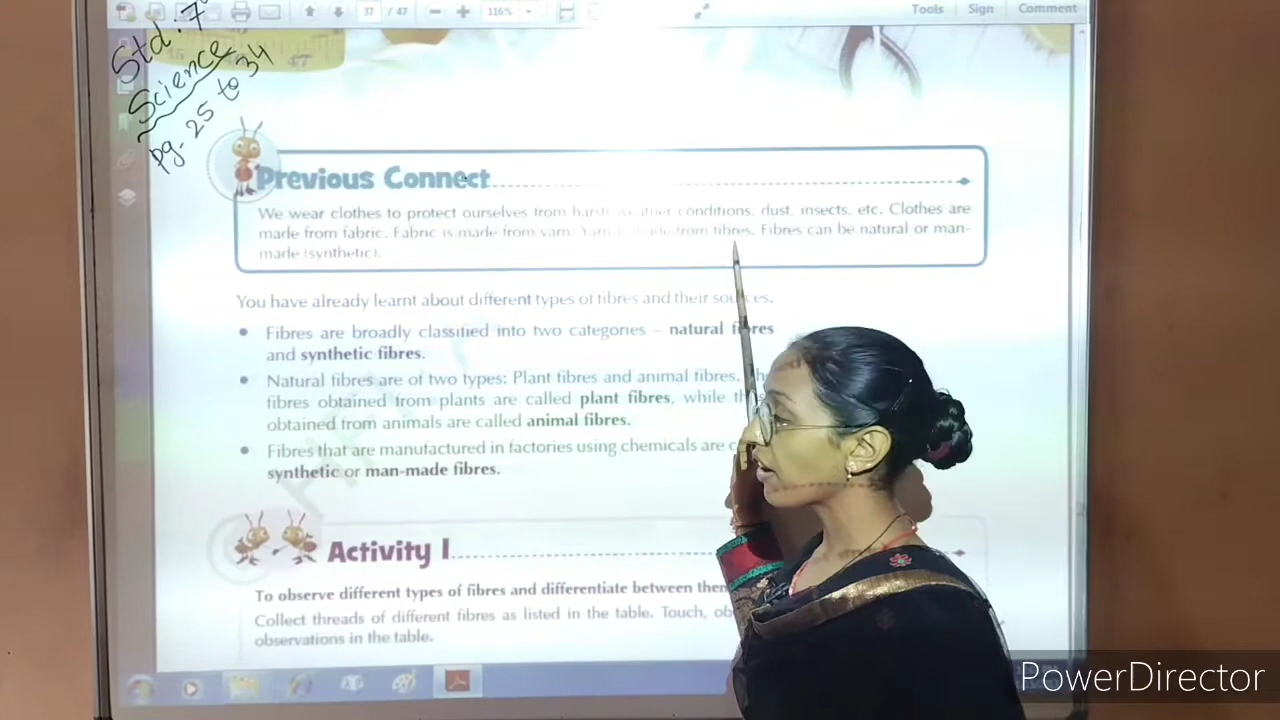 37 / 47
116%
Tools Sign Comment
Std. 7
Science
pg. 25 to 34
Previous Connect
We wear clothes to protect ourselves from harsh weather conditions, dust, insects, etc. Clothes are
made from fabric. Fabric is made from yarn. Yarn is made from fibres. Fibres can be natural or man-
made (synthetic).
You have already learnt about different types of fibres and their sources.
• Fibres are broadly classified into two categories – natural fibres
and synthetic fibres.
• Natural fibres are of two types: Plant fibres and animal fibres. The
fibres obtained from plants are called plant fibres, while
obtained from animals are called animal fibres.
• Fibres that are manufactured in factories using chemicals are
synthetic or man-made fibres.
Activity 1
To observe different types of fibres and differentiate between them
Collect threads of different fibres as listed in the table. Touch,
observations in the table.
PowerDirector